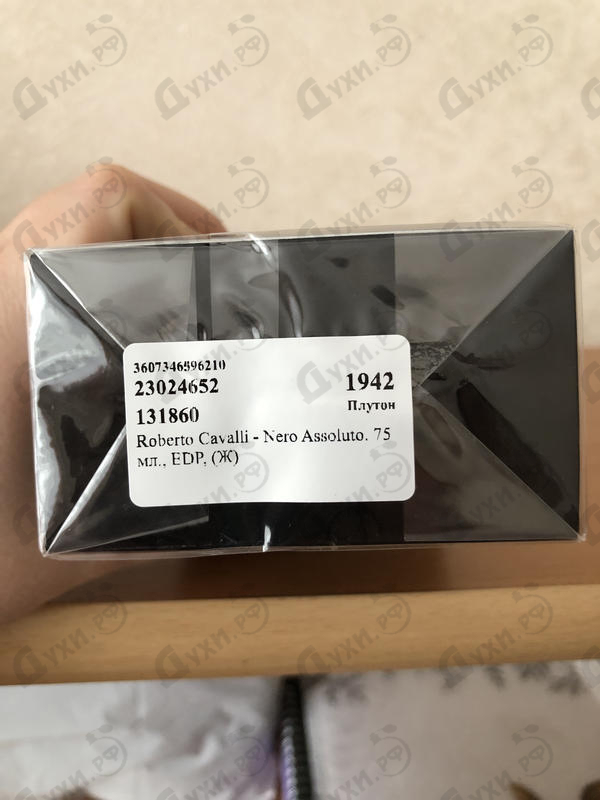 3607346596210
23024652
1942
131860
Плутон
Roberto Cavalli - Nero Assoluto. 75
мл., EDP, (Ж)
Духи.рф